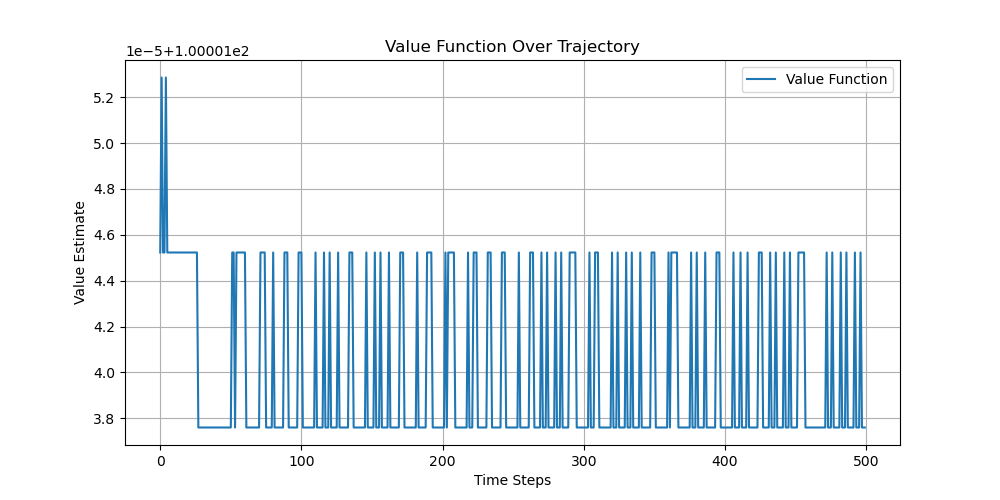 Value Function Over Trajectory
1e−5+1.00001e2
Value Function
5.2
5.0
4.8
4.6
4.4
4.2
4.0
3.8
Value Estimate
0 100 200 300 400 500
Time Steps